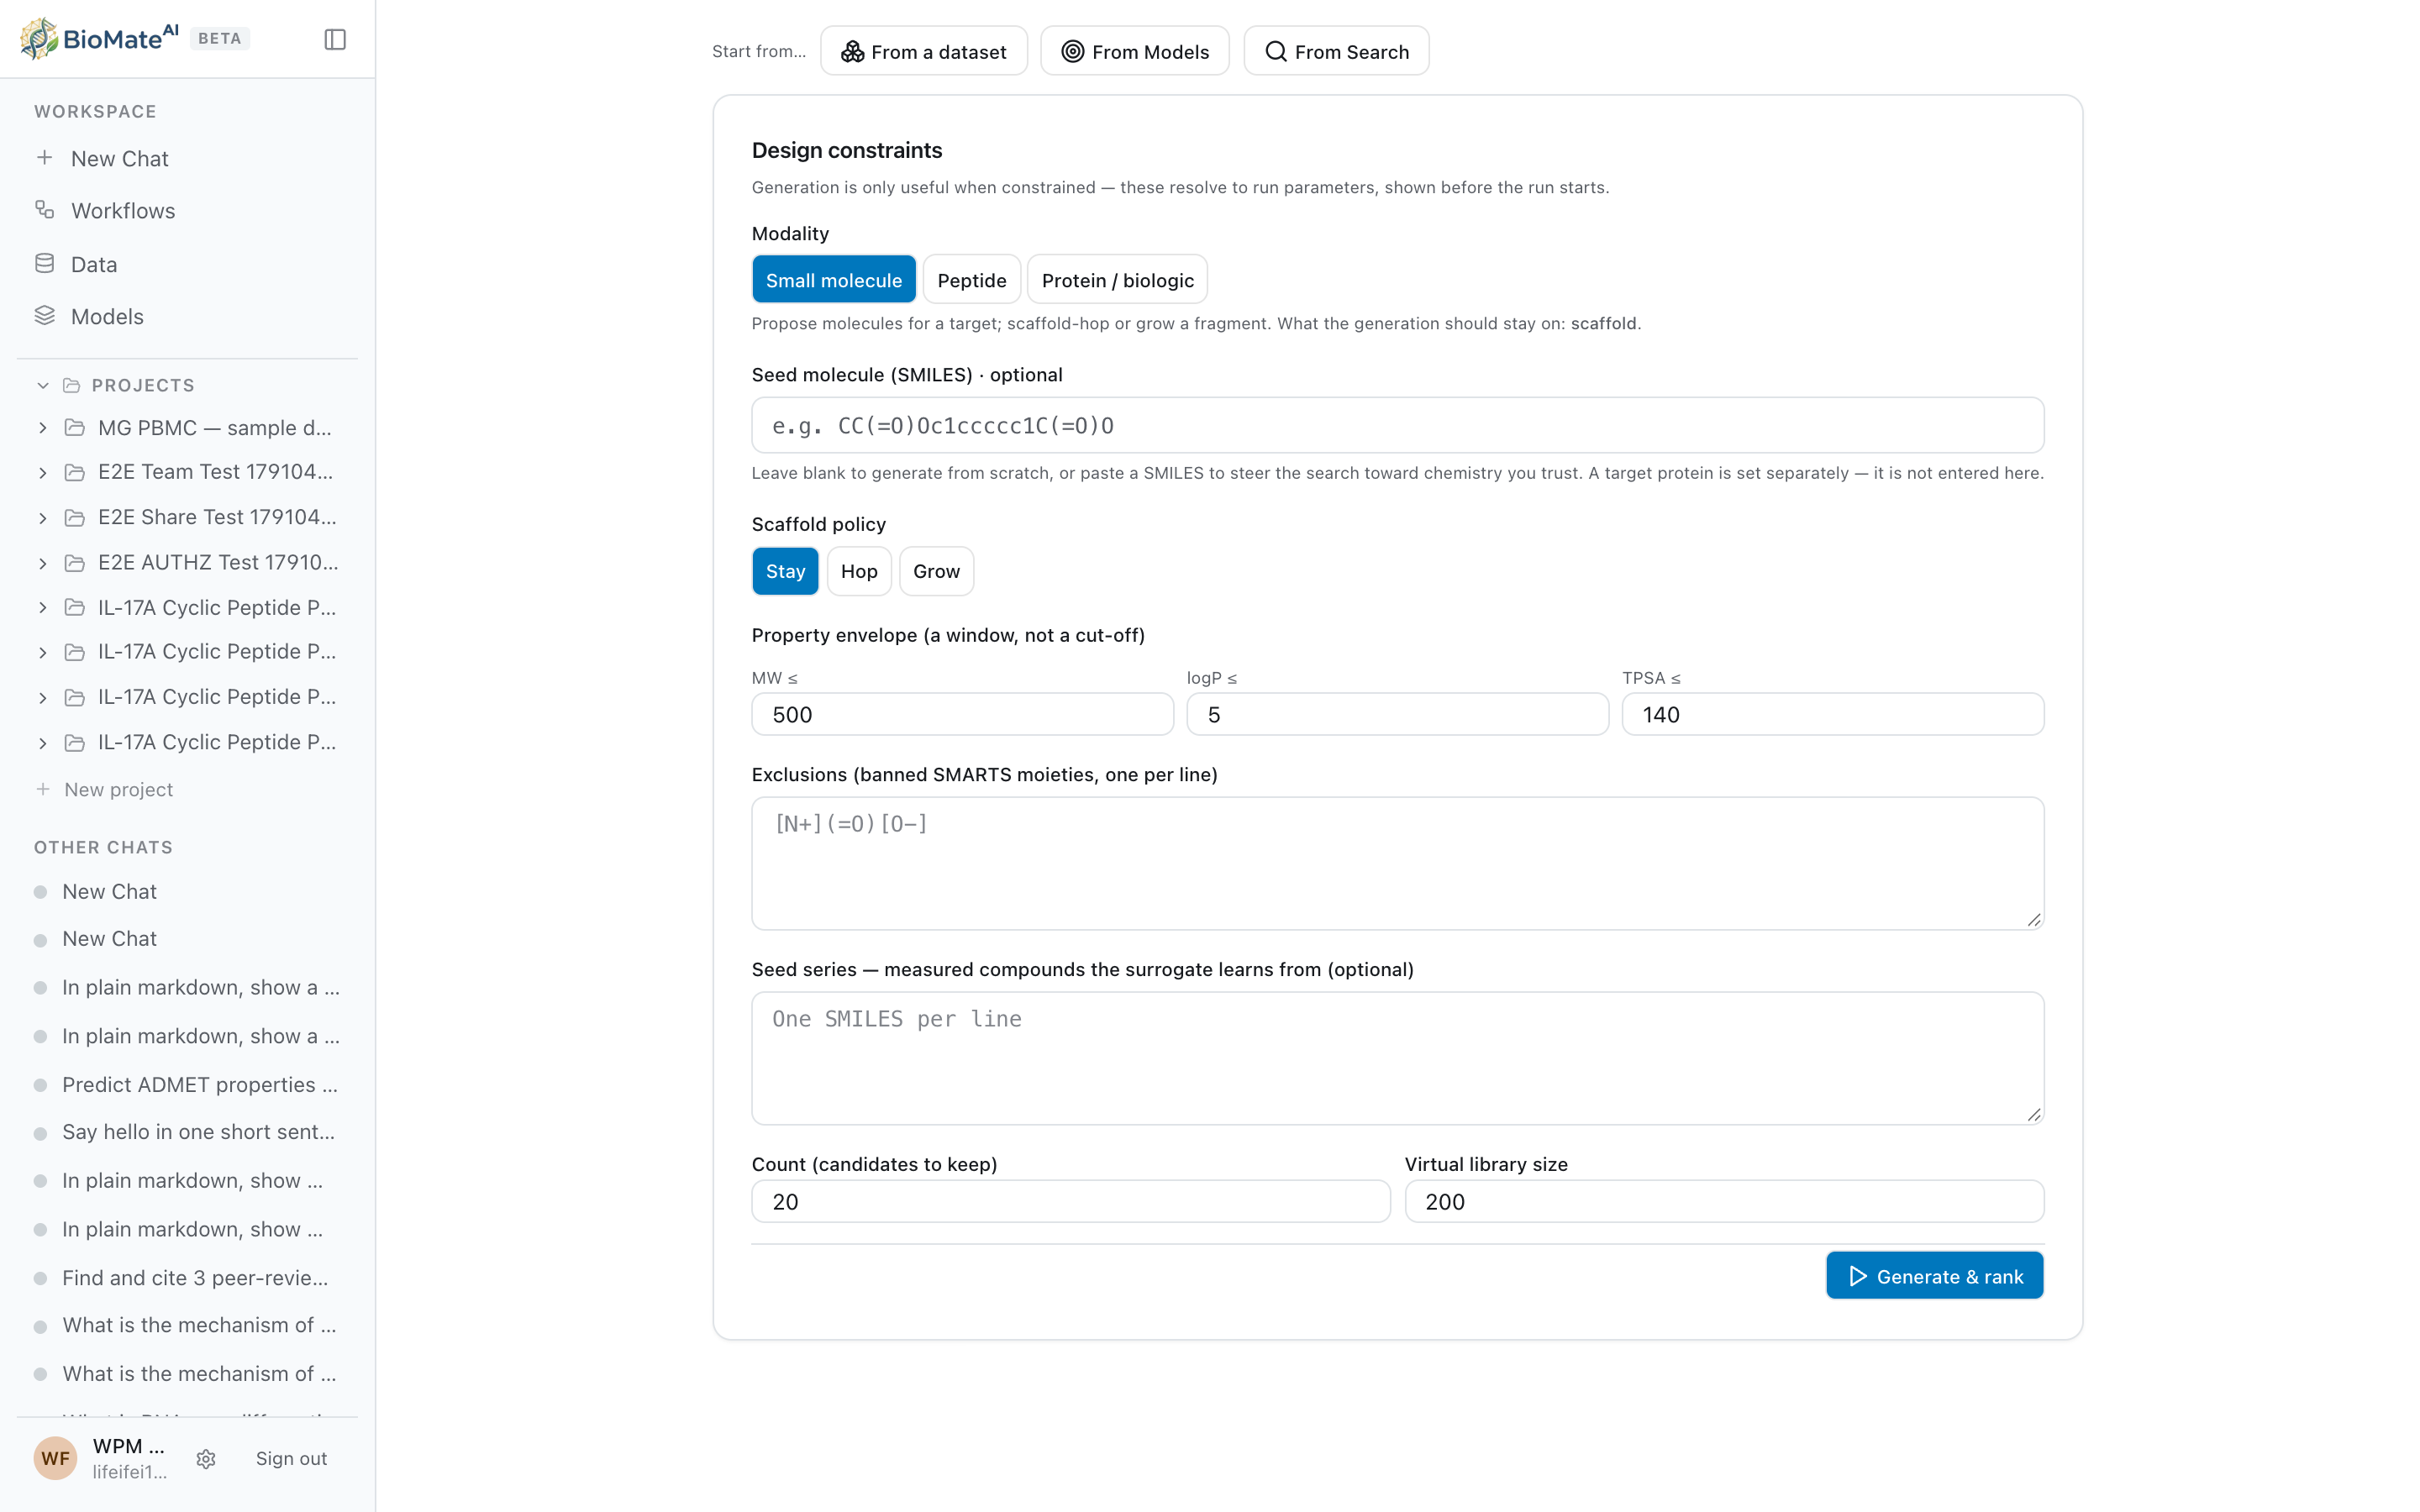 BioMateAI BETA
WORKSPACE
New Chat
Workflows
Data
Models
PROJECTS
MG PBMC — sample d...
E2E Team Test 179104...
E2E Share Test 179104...
E2E AUTHZ Test 17910...
IL-17A Cyclic Peptide P...
IL-17A Cyclic Peptide P...
IL-17A Cyclic Peptide P...
IL-17A Cyclic Peptide P...
New project
OTHER CHATS
New Chat
New Chat
In plain markdown, show a ...
In plain markdown, show a ...
Predict ADMET properties ...
Say hello in one short sent...
In plain markdown, show ...
In plain markdown, show ...
Find and cite 3 peer-revie...
What is the mechanism of ...
What is the mechanism of ...
WF
WPM ...
lifeifei1...
Sign out
Start from... From a dataset From Models From Search
Design constraints
Generation is only useful when constrained — these resolve to run parameters, shown before the run starts.
Modality
Small molecule Peptide Protein / biologic
Propose molecules for a target; scaffold-hop or grow a fragment. What the generation should stay on: scaffold.
Seed molecule (SMILES) · optional
e.g. CC(=O)Oc1ccccc1C(=O)O
Leave blank to generate from scratch, or paste a SMILES to steer the search toward chemistry you trust. A target protein is set separately — it is not entered here.
Scaffold policy
Stay Hop Grow
Property envelope (a window, not a cut-off)
MW ≤ logP ≤ TPSA ≤
500 5 140
Exclusions (banned SMARTS moieties, one per line)
[N+](=O)[O−]
Seed series — measured compounds the surrogate learns from (optional)
One SMILES per line
Count (candidates to keep) Virtual library size
20 200
Generate & rank